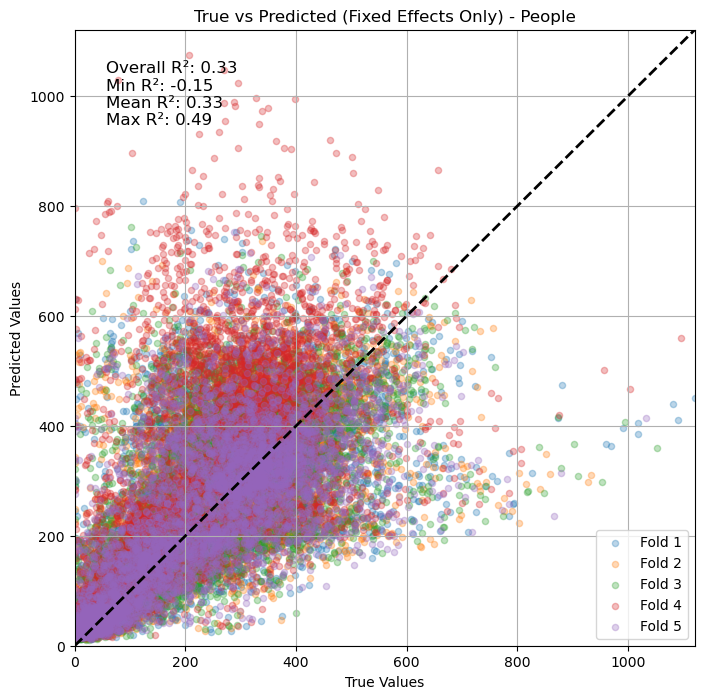 True vs Predicted (Fixed Effects Only) - People
Overall R²: 0.33
Min R²: -0.15
Mean R²: 0.33
Max R²: 0.49
Predicted Values
1000
800
600
400
200
0
0 200 400 600 800 1000
True Values
Fold 1
Fold 2
Fold 3
Fold 4
Fold 5